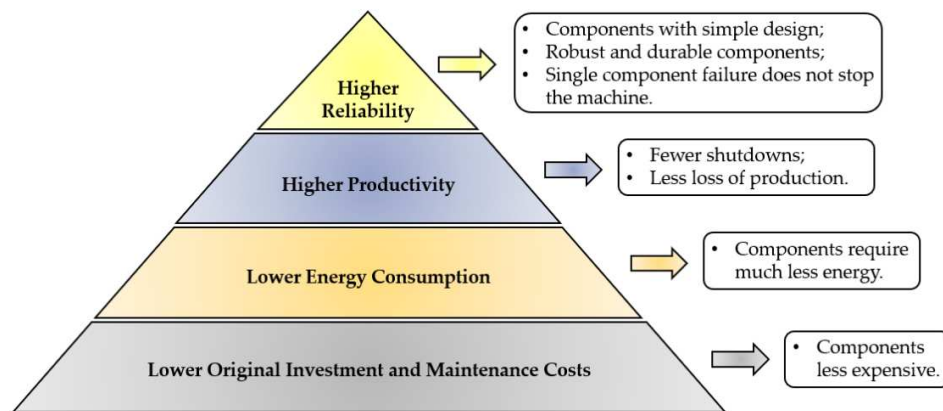 Higher
Reliability
• Components with simple design;
• Robust and durable components;
• Single component failure does not stop
the machine.
Higher Productivity
• Fewer shutdowns;
• Less loss of production.
Lower Energy Consumption
• Components require
much less energy.
Lower Original Investment and Maintenance Costs
• Components
less expensive.